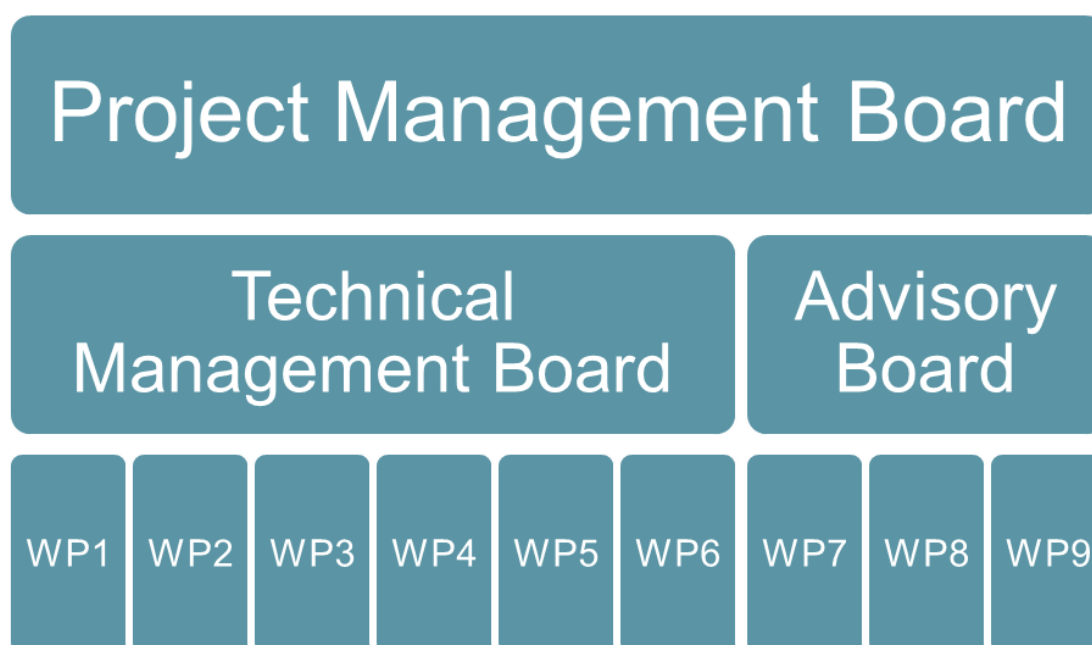 Project Management Board
Technical
Management Board
Advisory
Board
WP1 WP2 WP3 WP4 WP5 WP6 WP7 WP8 WP9